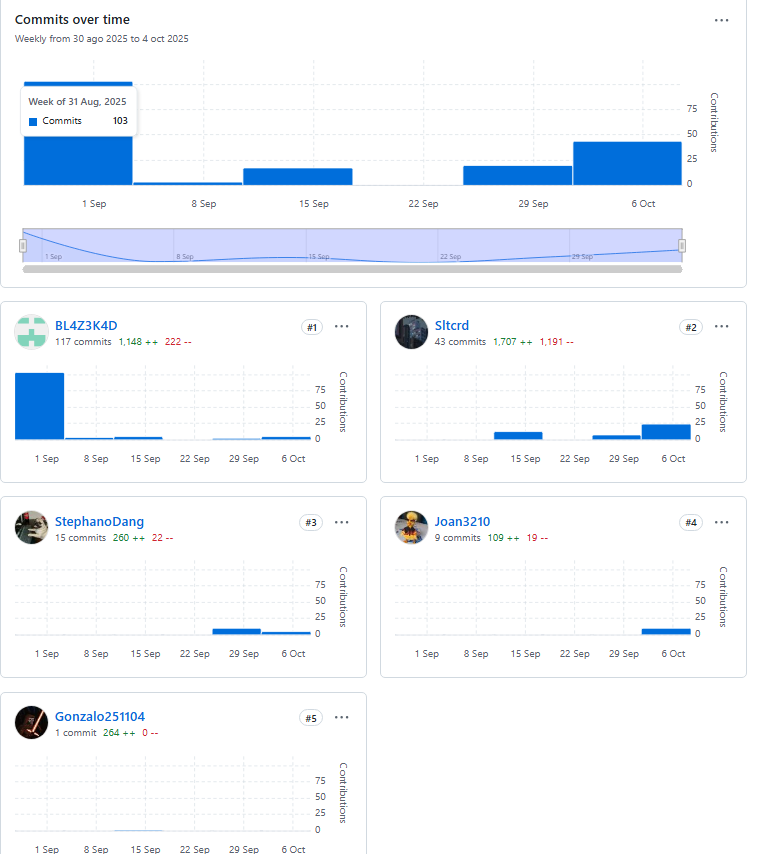 Commits over time
Weekly from 30 ago 2025 to 4 oct 2025
Week of 31 Aug, 2025
Commits 103
75
50
25
0
Contributions
1 Sep 8 Sep 15 Sep 22 Sep 29 Sep 6 Oct
1 Sep 8 Sep 15 Sep 22 Sep 29 Sep
BL4Z3K4D #1
117 commits 1,148 ++ 222 --
75
50
25
0
Contributions
1 Sep 8 Sep 15 Sep 22 Sep 29 Sep 6 Oct
Sltcrd #2
43 commits 1,707 ++ 1,191 --
75
50
25
0
Contributions
1 Sep 8 Sep 15 Sep 22 Sep 29 Sep 6 Oct
StephanoDang #3
15 commits 260 ++ 22 --
75
50
25
0
Contributions
1 Sep 8 Sep 15 Sep 22 Sep 29 Sep 6 Oct
Joan3210 #4
9 commits 109 ++ 19 --
75
50
25
0
Contributions
1 Sep 8 Sep 15 Sep 22 Sep 29 Sep 6 Oct
Gonzalo251104 #5
1 commit 264 ++ 0 --
75
50
25
0
Contributions
1 Sep 8 Sep 15 Sep 22 Sep 29 Sep 6 Oct